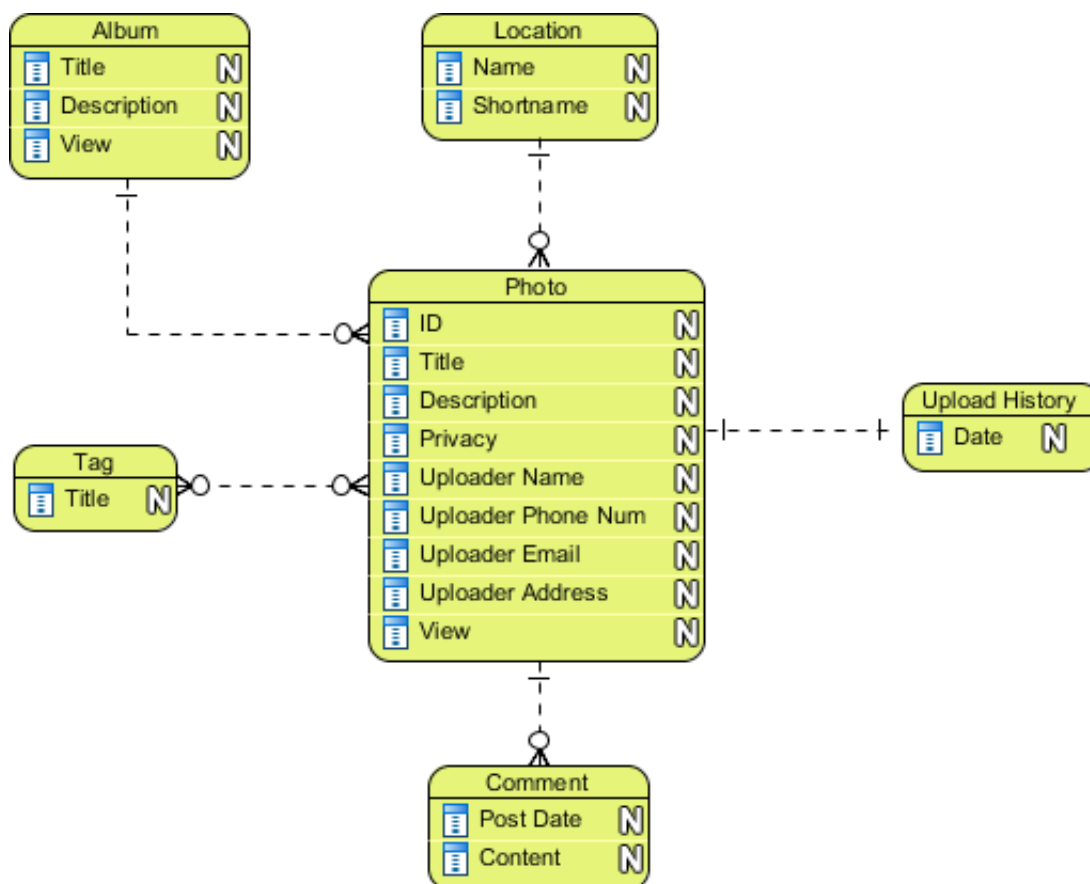 Album
Title N
Description N
View N
Location
Name N
Shortname N
Photo
ID N
Title N
Description N
Privacy N
Uploader Name N
Uploader Phone Num N
Uploader Email N
Uploader Address N
View N
Upload History
Date N
Tag
Title N
Comment
Post Date N
Content N